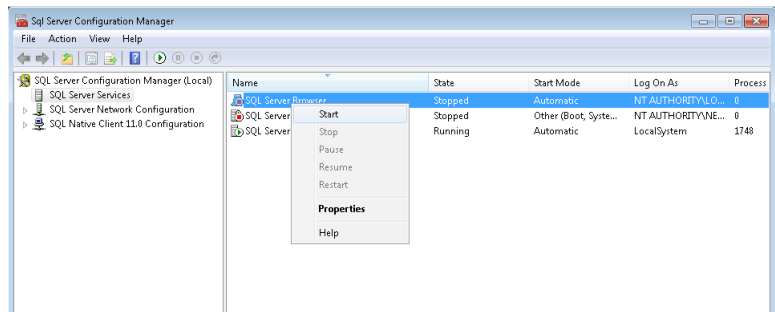 Sql Server Configuration Manager
File Action View Help
SQL Server Configuration Manager (Local)
SQL Server Services
SQL Server Network Configuration
SQL Native Client 11.0 Configuration
Name State Start Mode Log On As Process
SQL Server Browser Stopped Automatic NT AUTHORITY\LO... 0
SQL Server Stopped Other (Boot, Syste... NT AUTHORITY\NE... 0
SQL Server Running Automatic LocalSystem 1748
Start
Stop
Pause
Resume
Restart
Properties
Help